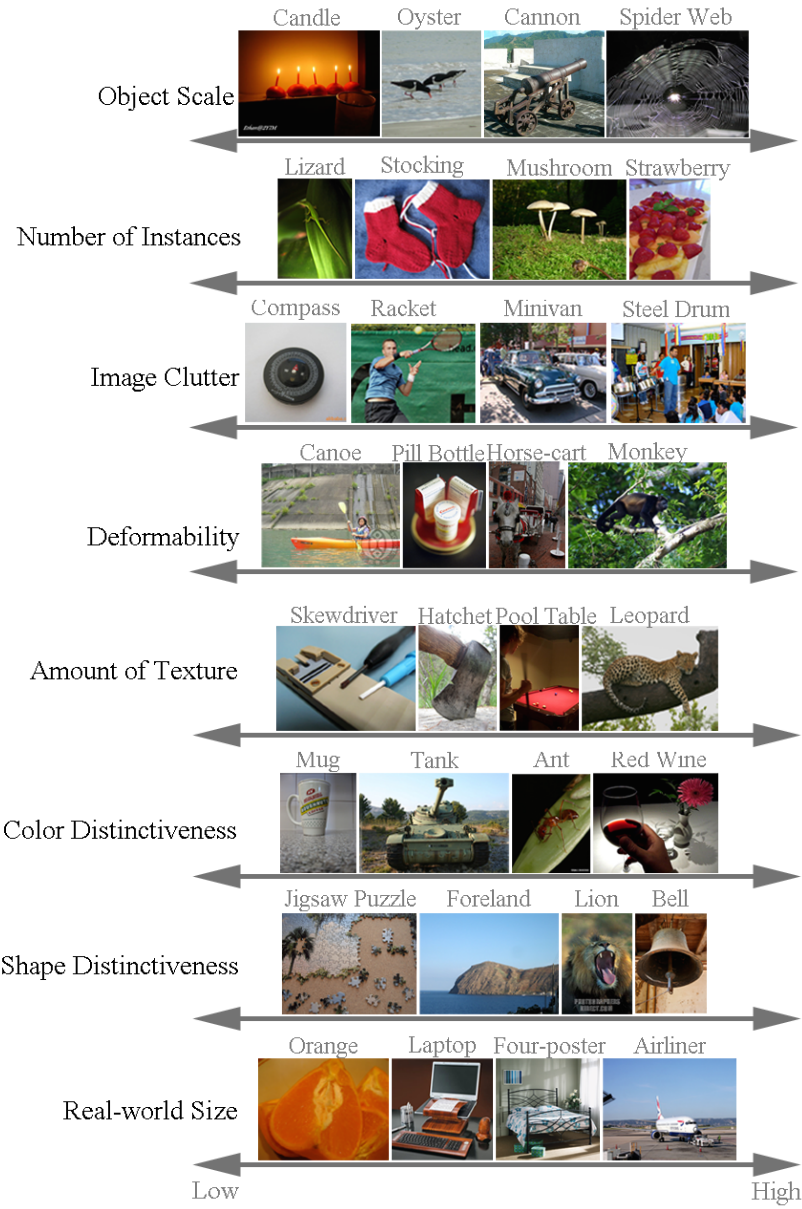 Candle Oyster Cannon Spider Web
Object Scale
Lizard Stocking Mushroom Strawberry
Number of Instances
Compass Racket Minivan Steel Drum
Image Clutter
Canoe Pill Bottle Horse-cart Monkey
Deformability
Skewdriver Hatchet Pool Table Leopard
Amount of Texture
Mug Tank Ant Red Wine
Color Distinctiveness
Jigsaw Puzzle Foreland Lion Bell
Shape Distinctiveness
Orange Laptop Four-poster Airliner
Real-world Size
Low High